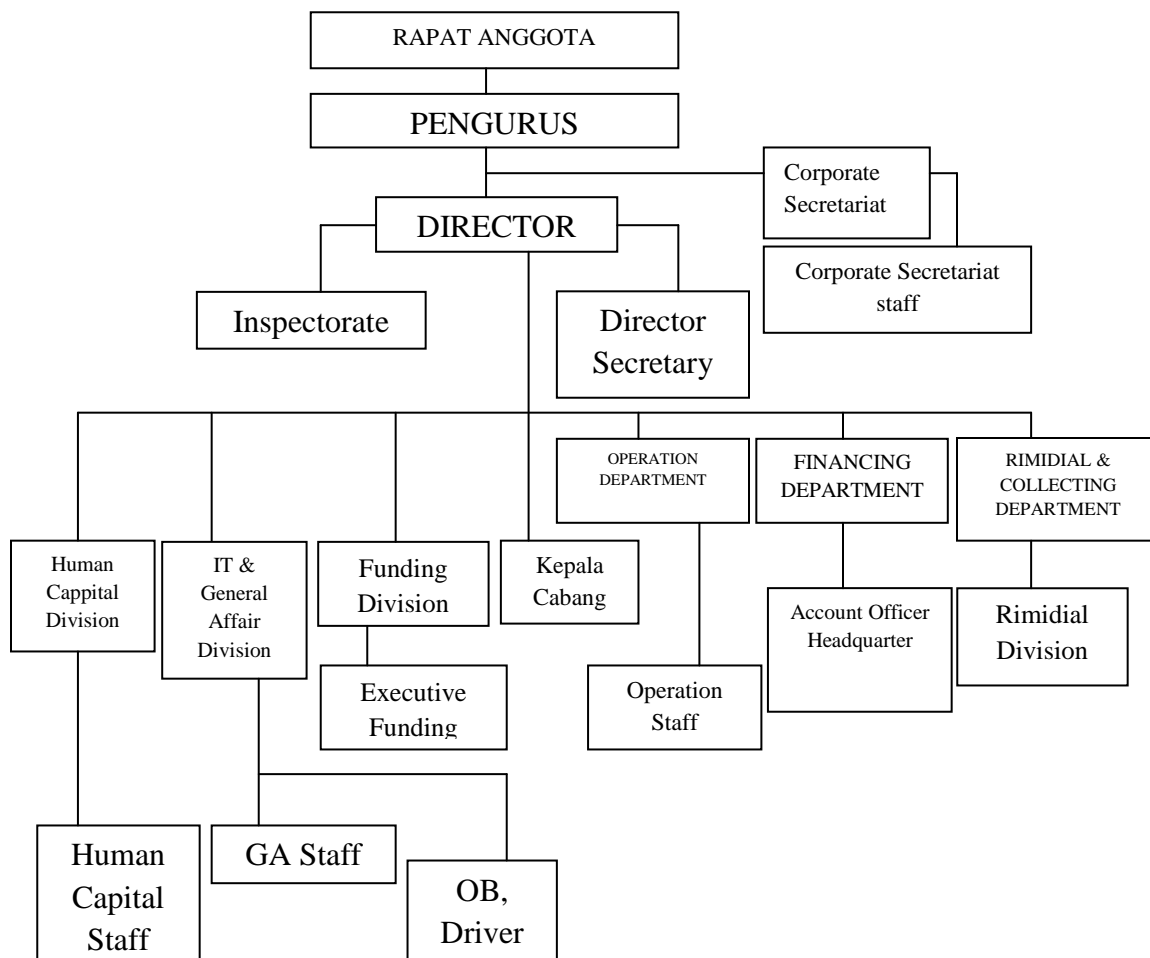 RAPAT ANGGOTA
PENGURUS
Corporate
Secretariat
DIRECTOR
Corporate Secretariat
staff
Inspectorate
Director
Secretary
OPERATION
DEPARTMENT
FINANCING
DEPARTMENT
RIMIDIAL &
COLLECTING
DEPARTMENT
Human
Cappital
Division
IT &
General
Affair
Division
Funding
Division
Kepala
Cabang
Account Officer
Headquarter
Rimidial
Division
Executive
Funding
Operation
Staff
Human
Capital
Staff
GA Staff
OB,
Driver